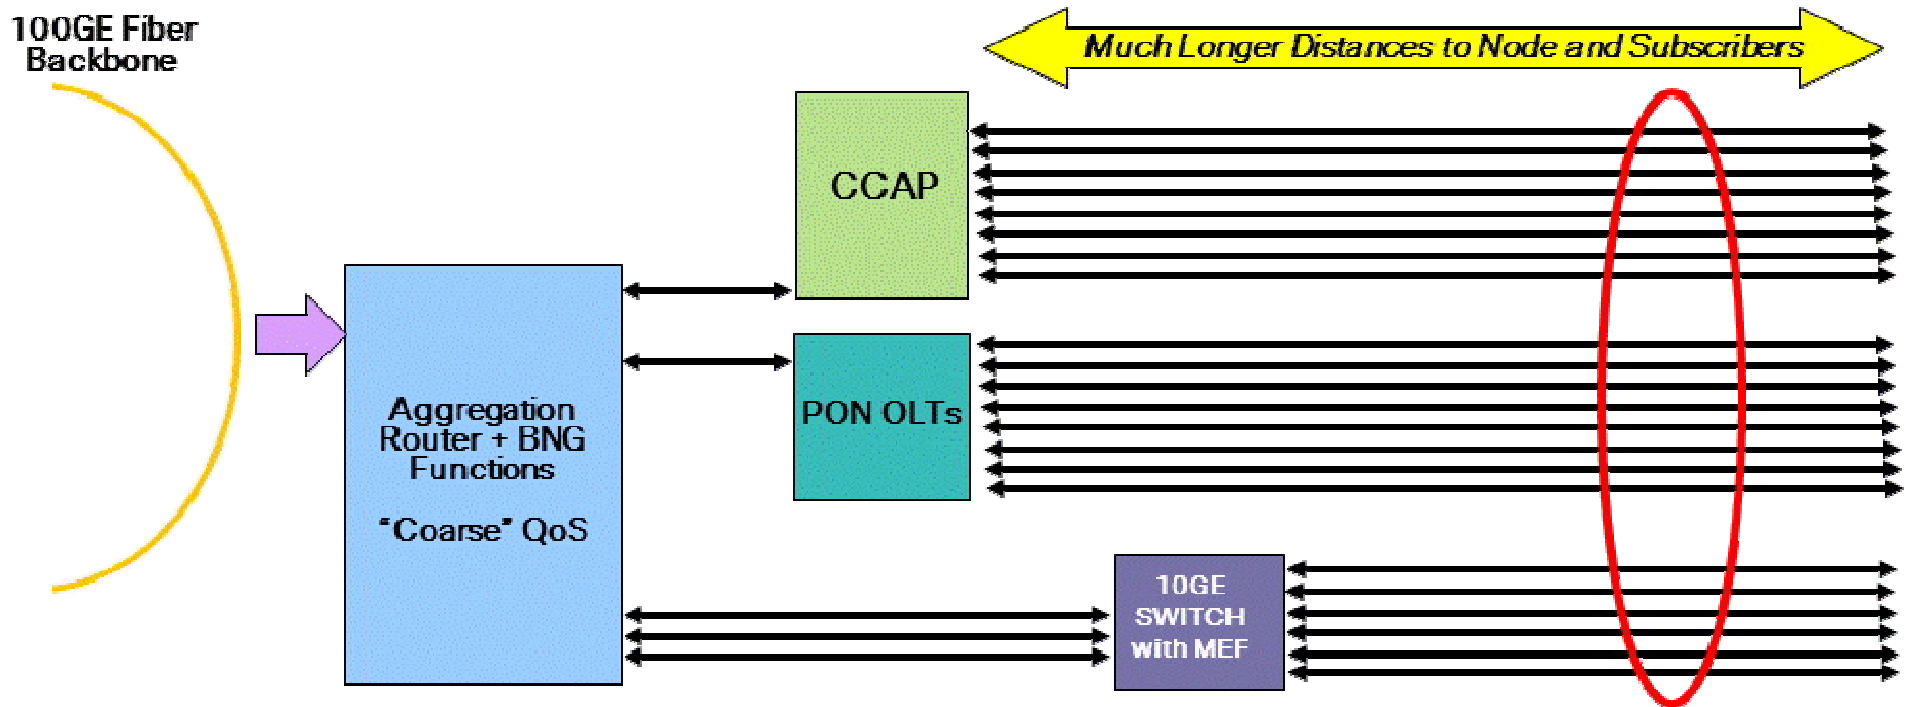 100GE Fiber
Backbone
Much Longer Distances to Node and Subscribers
CCAP
PON OLTs
Aggregation
Router + BNG
Functions
"Coarse" QoS
10GE
SWITCH
with MEF